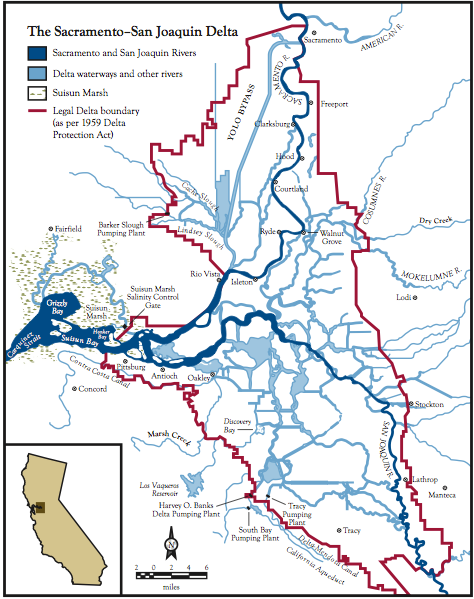 The Sacramento–San Joaquin Delta
Sacramento and San Joaquin Rivers
Delta waterways and other rivers
Suisun Marsh
Legal Delta boundary
(as per 1959 Delta
Protection Act)
Sacramento
AMERICAN R.
SACRAMENTO R.
YOLO BYPASS
Freeport
Clarksburg
Hood
Courtland
COSUMNES R.
Cache Slough
Lindsey Slough
Barker Slough
Pumping Plant
Fairfield
Ryde
Walnut
Grove
Dry Creek
MOKELUMNE R.
Rio Vista
Isleton
Lodi
Suisun Marsh
Salinity Control
Gate
Grizzly
Bay
Suisun
Marsh
Honker
Bay
Suisun Bay
Carquinez
Strait
Pittsburg
Antioch
Oakley
Contra Costa Canal
Concord
Stockton
Discovery
Bay
Marsh Creek
SAN JOAQUIN R.
Los Vaqueros
Reservoir
Lathrop
Manteca
Harvey O. Banks
Delta Pumping Plant
Tracy
Pumping
Plant
South Bay
Pumping Plant
Tracy
Delta Mendota Canal
California Aqueduct
N
2 0 2 4 6
miles